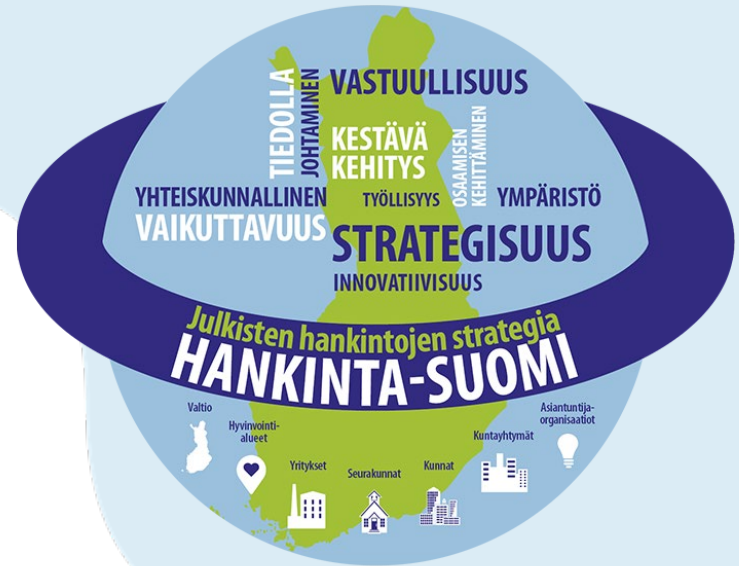 TIEDOLLA
JOHTAMINEN
VASTUULLISUUS
KESTÄVÄ
KEHITYS
OSAAMISEN
KEHITTÄMINEN
YHTEISKUNNALLINEN
VAIKUTTAVUUS
TYÖLLISYYS
YMPÄRISTÖ
STRATEGISUUS
INNOVATIIVISUUS
Julkisten hankintojen strategia
HANKINTA-SUOMI
Valtio
Hyvinvointi-
alueet
Yritykset
Seurakunnat
Kunnat
Kuntayhtymät
Asiantuntija-
organisaatiot